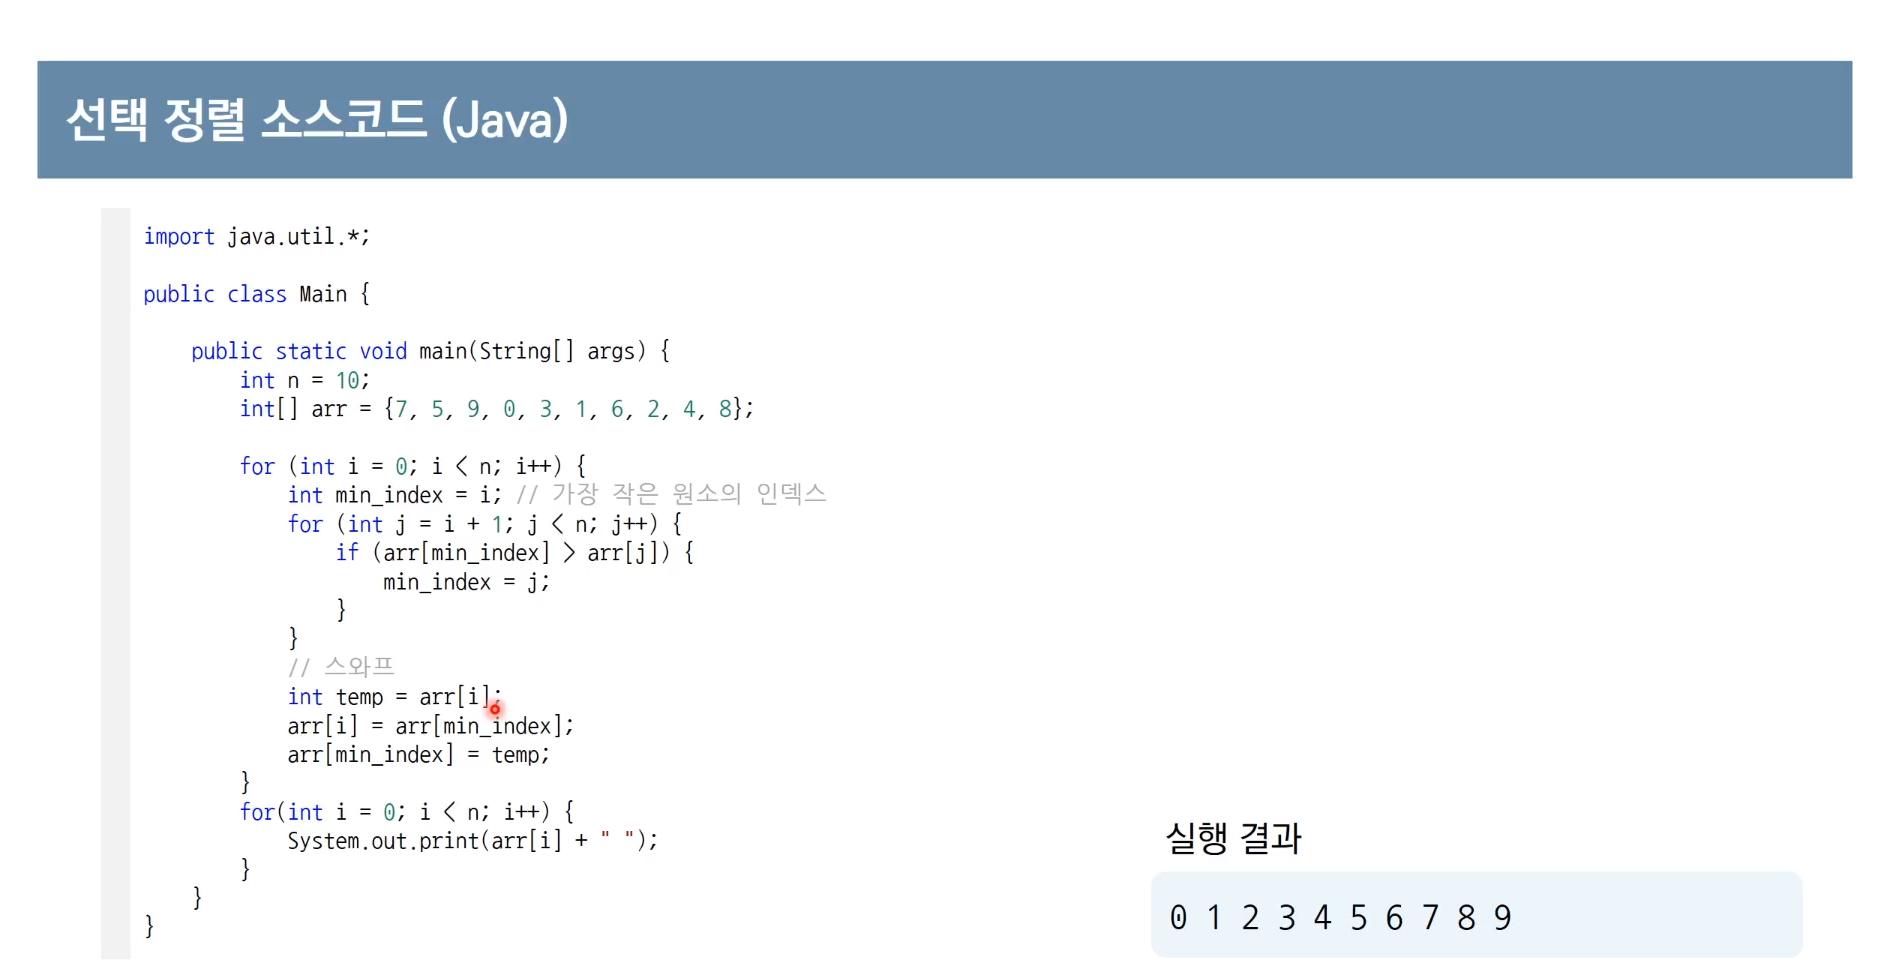 선택 정렬 소스코드 (Java)
import java.util.*;
public class Main {
public static void main(String[] args) {
int n = 10;
int[] arr = {7, 5, 9, 0, 3, 1, 6, 2, 4, 8};
for (int i = 0; i < n; i++) {
int min_index = i; // 가장 작은 원소의 인덱스
for (int j = i + 1; j < n; j++) {
if (arr[min_index] > arr[j]) {
min_index = j;
}
}
// 스와프
int temp = arr[i];
arr[i] = arr[min_index];
arr[min_index] = temp;
}
for(int i = 0; i < n; i++) {
System.out.print(arr[i] + " ");
}
}
}
실행 결과
0 1 2 3 4 5 6 7 8 9